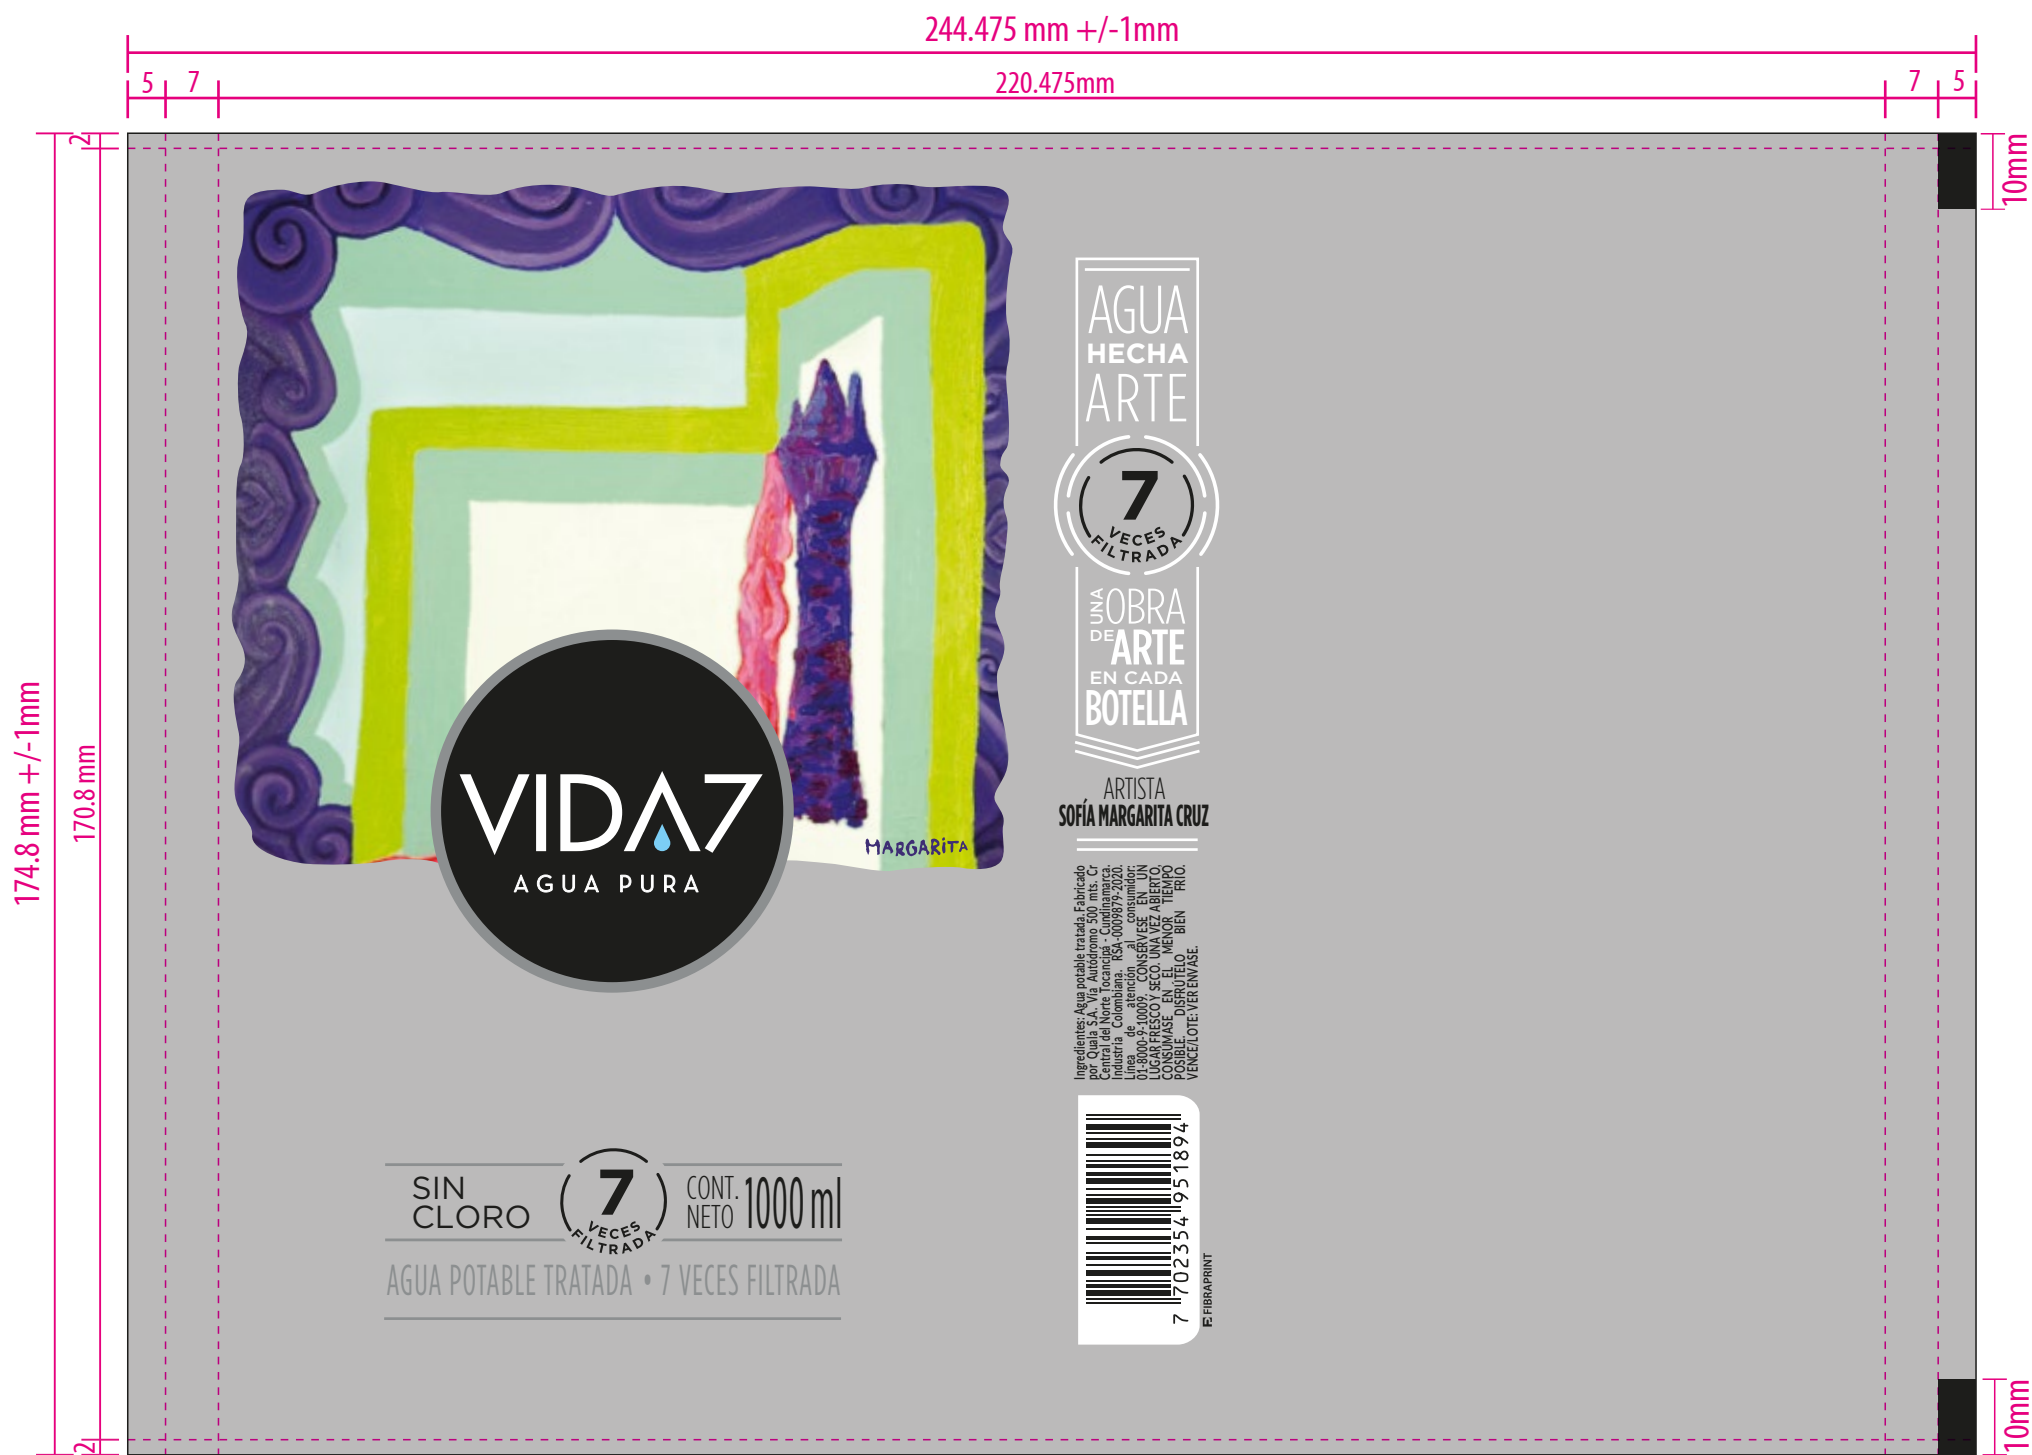 244.475 mm +/-1mm
5
7
220.475mm
7
5
2
10mm
174.8 mm +/-1mm
170.8 mm
2
10mm
MARGARiTA
VIDA7
AGUA PURA
SIN
CLORO
7
VECES
FILTRADA
CONT.
NETO
1000 ml
AGUA POTABLE TRATADA • 7 VECES FILTRADA
AGUA
HECHA
ARTE
7
VECES
FILTRADA
UNA OBRA
DE ARTE
EN CADA
BOTELLA
ARTISTA
SOFÍA MARGARITA CRUZ
Ingredientes: Agua potable tratada. Fabricado
por Quala S.A. Vía Autódromo 500 mts. Cr
Central del Norte Tocancipá - Cundinamarca.
Industria Colombiana. RSA-0009879-2020.
Línea de atención al consumidor:
01-8000-9-10009. CONSÉRVESE EN UN
LUGAR FRESCO Y SECO. UNA VEZ ABIERTO,
CONSÚMASE EN EL MENOR TIEMPO
POSIBLE. DISFRÚTELO BIEN FRÍO.
VENCE/LOTE: VER ENVASE.
7 702354 951894
F. FIBRAPRINT